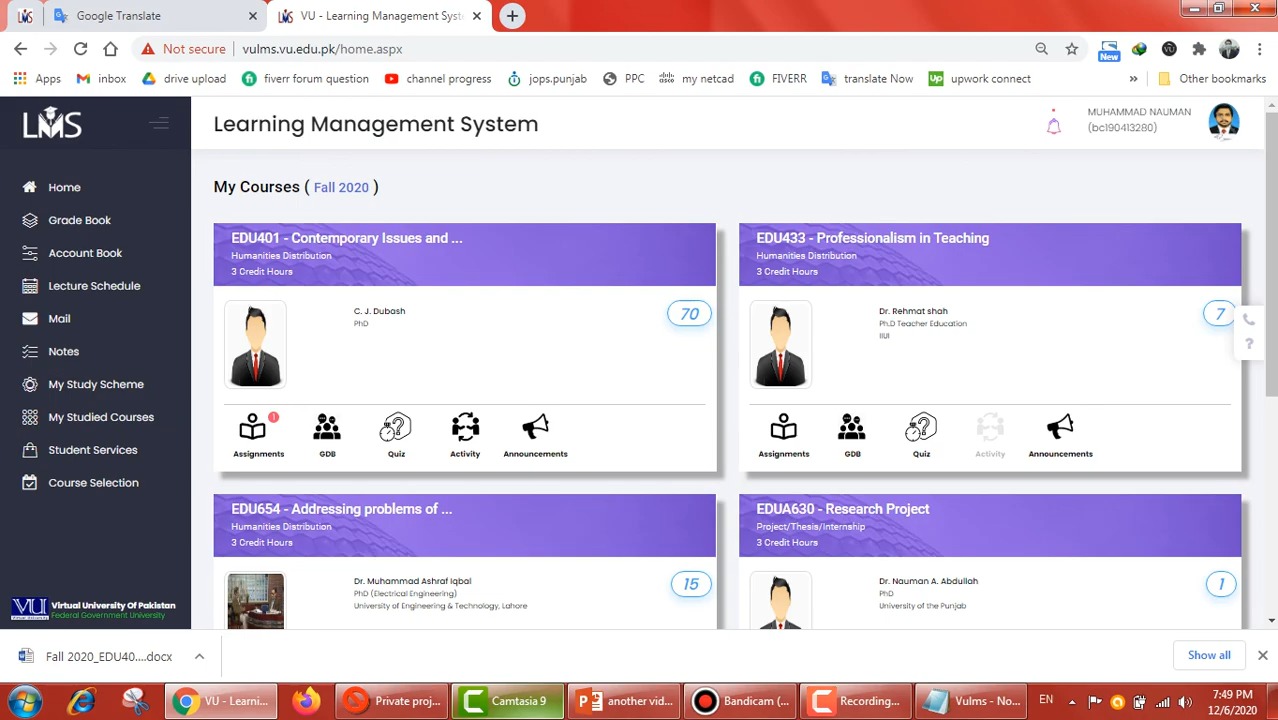 Google Translate
VU - Learning Management Syst
Not secure
vulms.vu.edu.pk/home.aspx
New
VU
Apps
inbox
drive upload
fiverr forum question
channel progress
jops.punjab
PPC
my netcad
FIVERR
translate Now
upwork connect
»
Other bookmarks
LMS
Learning Management System
MUHAMMAD NAUMAN
(bc190413280)
Home
Grade Book
Account Book
Lecture Schedule
Mail
Notes
My Study Scheme
My Studied Courses
Student Services
Course Selection
VU Virtual University Of Pakistan
Federal Government University
My Courses ( Fall 2020 )
EDU401 - Contemporary Issues and ...
Humanities Distribution
3 Credit Hours
C. J. Dubash
PhD
70
1
Assignments
GDB
Quiz
Activity
Announcements
EDU433 - Professionalism in Teaching
Humanities Distribution
3 Credit Hours
Dr. Rehmat shah
Ph.D Teacher Education
IIUI
7
?
Assignments
GDB
Quiz
Activity
Announcements
EDU654 - Addressing problems of ...
Humanities Distribution
3 Credit Hours
Dr. Muhammad Ashraf Iqbal
PhD (Electrical Engineering)
University of Engineering & Technology, Lahore
15
EDUA630 - Research Project
Project/Thesis/Internship
3 Credit Hours
Dr. Nauman A. Abdullah
PhD
University of the Punjab
1
Fall 2020_EDU40....docx
Show all
VU - Learni...
Private proj...
Camtasia 9
another vid...
Bandicam (...
Recording...
Vulms - No...
EN
7:49 PM
12/6/2020